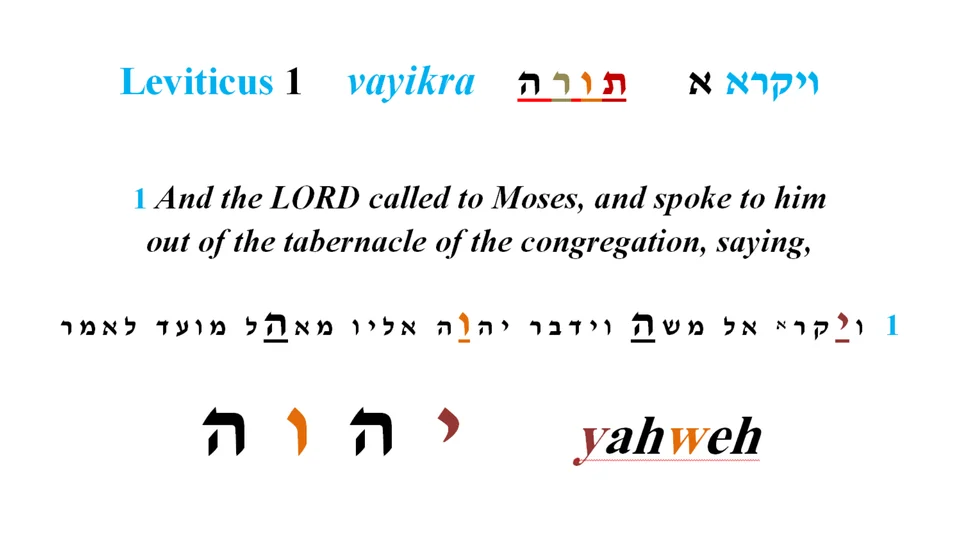 Leviticus 1 vayikra תורה ויקרא א
1 And the LORD called to Moses, and spoke to him
out of the tabernacle of the congregation, saying,
1 ויקרא אל משה וידבר יהוה אליו מאהל מועד לאמר
יהוה yahweh